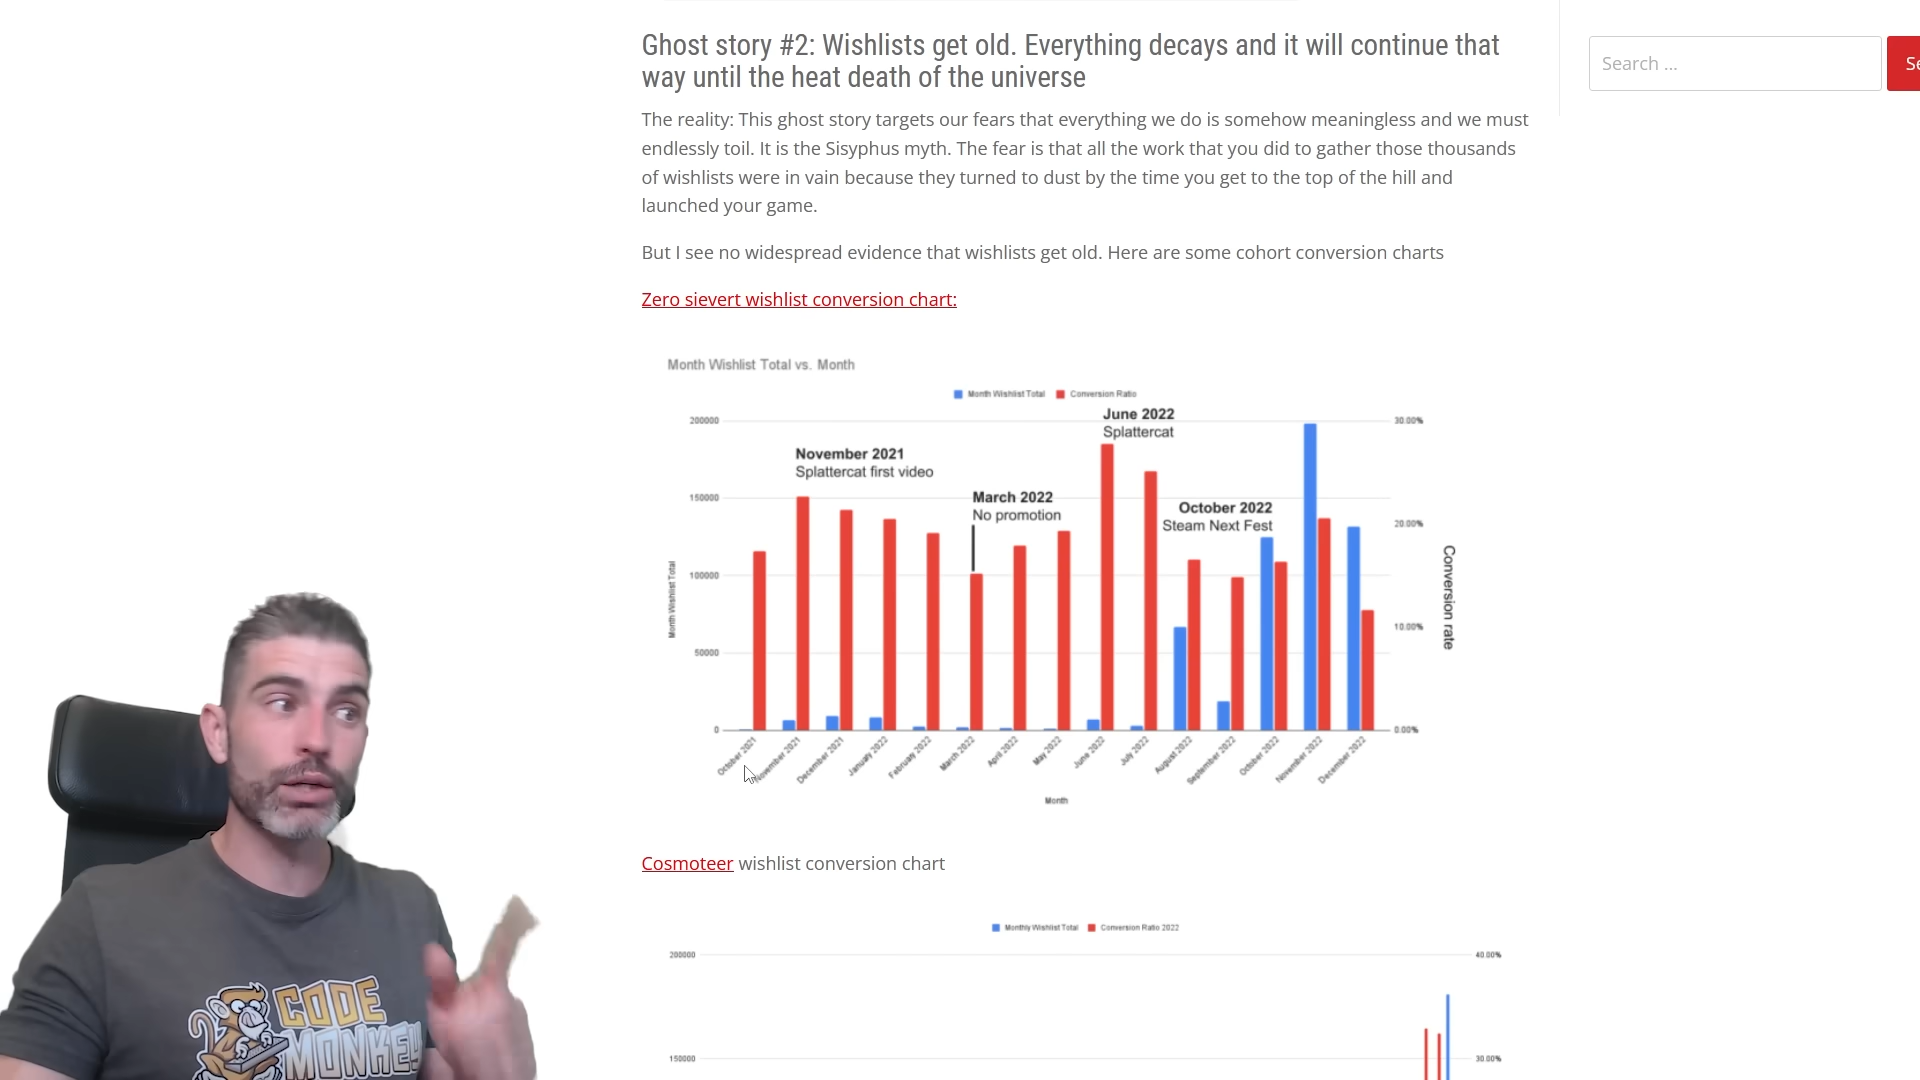 Ghost story #2: Wishlists get old. Everything decays and it will continue that
way until the heat death of the universe
Search ...
Se
The reality: This ghost story targets our fears that everything we do is somehow meaningless and we must
endlessly toil. It is the Sisyphus myth. The fear is that all the work that you did to gather those thousands
of wishlists were in vain because they turned to dust by the time you get to the top of the hill and
launched your game.
But I see no widespread evidence that wishlists get old. Here are some cohort conversion charts
Zero sievert wishlist conversion chart:
Month Wishlist Total vs. Month
Month Wishlist Total
Conversion Ratio
200000
150000
100000
50000
0
30.00%
20.00%
10.00%
0.00%
Month Wishlist Total
Conversion rate
November 2021
Splattercat first video
March 2022
No promotion
June 2022
Splattercat
October 2022
Steam Next Fest
October 2021
November 2021
December 2021
January 2022
February 2022
March 2022
April 2022
May 2022
June 2022
July 2022
August 2022
September 2022
October 2022
November 2022
December 2022
Month
Cosmoteer wishlist conversion chart
Monthly Wishlist Total
Conversion Ratio 2022
200000
40.00%
150000
30.00%
CODE
MONKEY